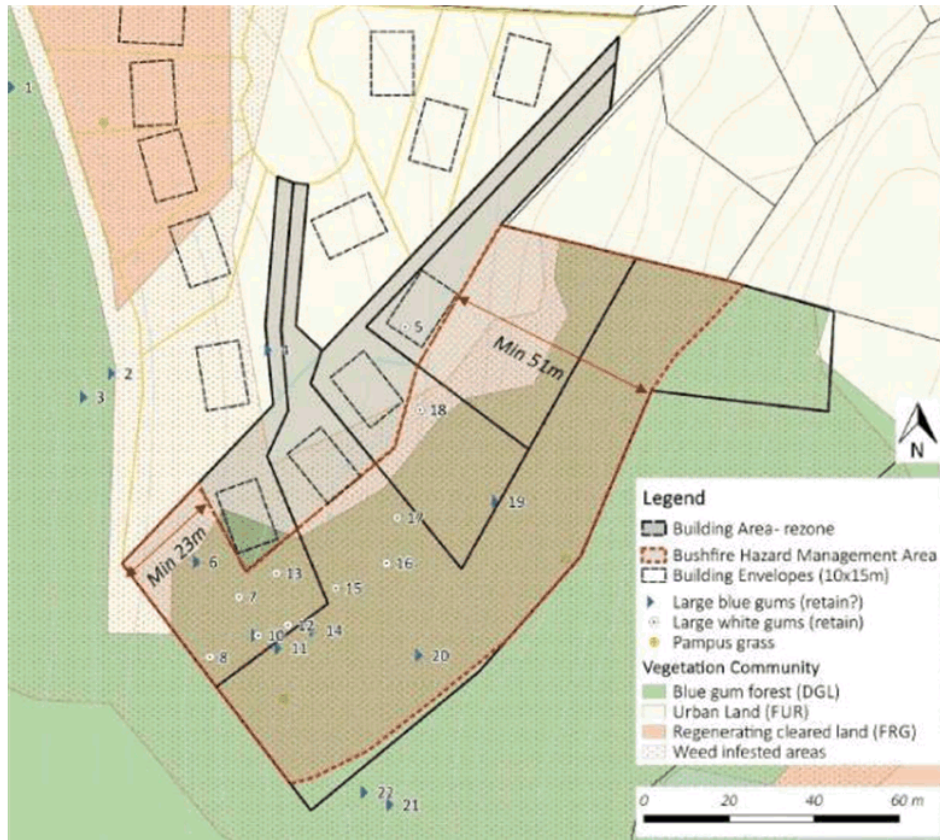 1
2
3
4
5
Min 51m
18
19
17
Min 23m
6
13
16
7
15
12
10
14
11
8
20
22
21
N
Legend
Building Area- rezone
Bushfire Hazard Management Area
Building Envelopes (10x15m)
Large blue gums (retain?)
Large white gums (retain)
Pampus grass
Vegetation Community
Blue gum forest (DGL)
Urban Land (FUR)
Regenerating cleared land (FRG)
Weed infested areas
0 20 40 60 m